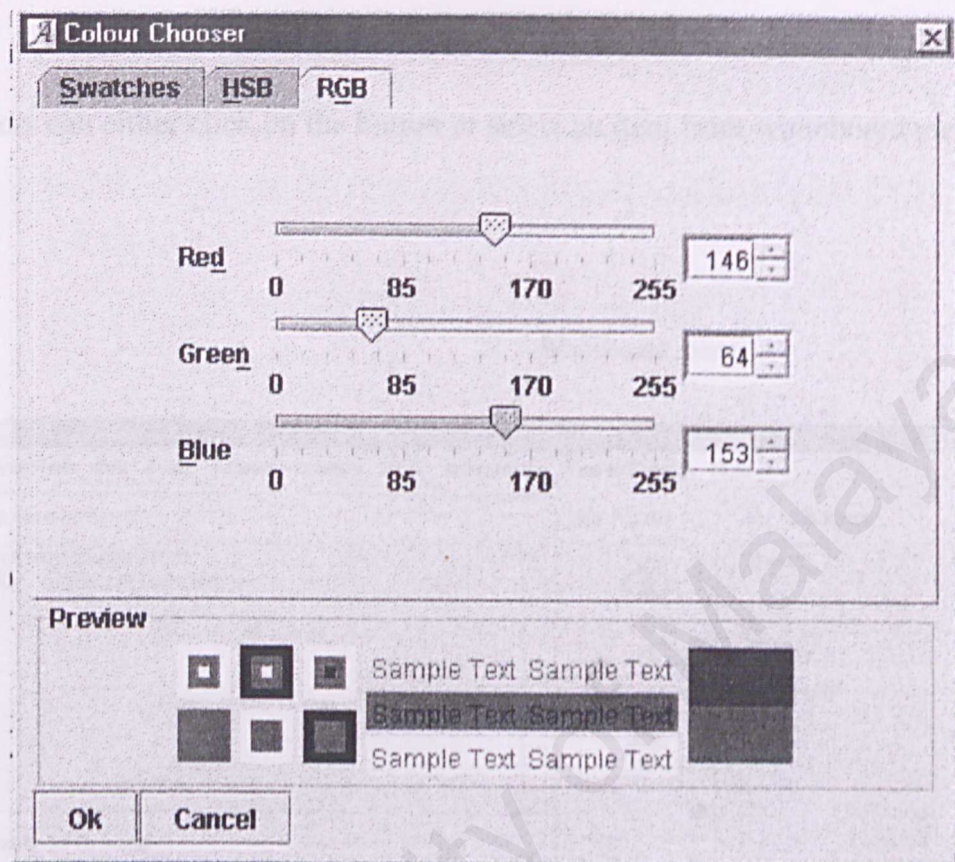 Colour Chooser
Swatches HSB RGB
Red 146
0 85 170 255
Green 64
0 85 170 255
Blue 153
0 85 170 255
Preview
Sample Text Sample Text
Sample Text Sample Text
Sample Text Sample Text
Ok Cancel
of Malaya